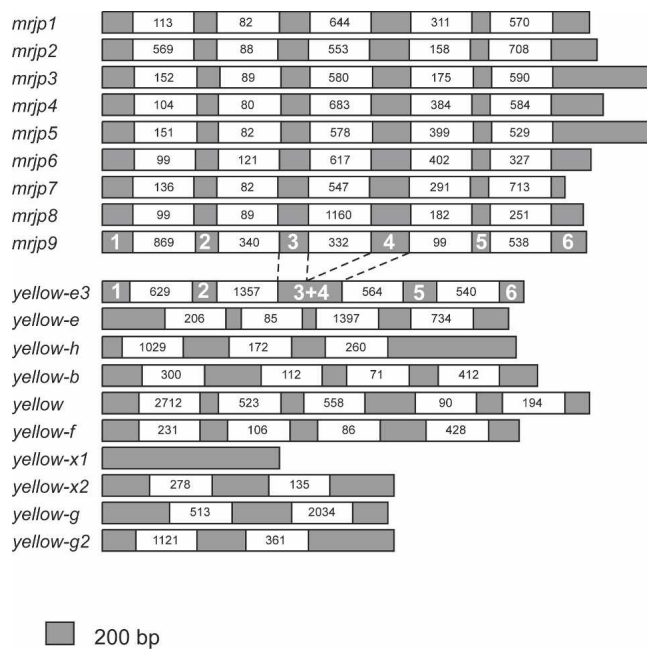 mrjp1 113 82 644 311 570
mrjp2 569 88 553 158 708
mrjp3 152 89 580 175 590
mrjp4 104 80 683 384 584
mrjp5 151 82 578 399 529
mrjp6 99 121 617 402 327
mrjp7 136 82 547 291 713
mrjp8 99 89 1160 182 251
mrjp9 1 869 2 340 3 332 4 99 5 538 6
yellow-e3 1 629 2 1357 3+4 564 5 540 6
yellow-e 206 85 1397 734
yellow-h 1029 172 260
yellow-b 300 112 71 412
yellow 2712 523 558 90 194
yellow-f 231 106 86 428
yellow-x1
yellow-x2 278 135
yellow-g 513 2034
yellow-g2 1121 361
200 bp